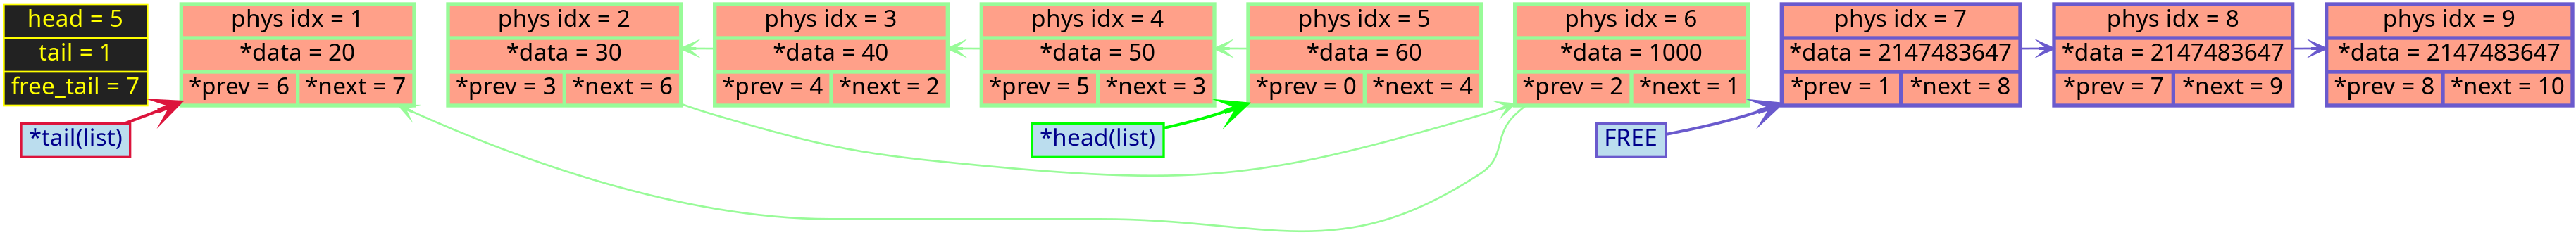 head = 5
tail = 1
free_tail = 7
*tail(list)
phys idx = 1
*data = 20
*prev = 6 *next = 7
phys idx = 2
*data = 30
*prev = 3 *next = 6
phys idx = 3
*data = 40
*prev = 4 *next = 2
phys idx = 4
*data = 50
*prev = 5 *next = 3
*head(list)
phys idx = 5
*data = 60
*prev = 0 *next = 4
phys idx = 6
*data = 1000
*prev = 2 *next = 1
FREE
phys idx = 7
*data = 2147483647
*prev = 1 *next = 8
phys idx = 8
*data = 2147483647
*prev = 7 *next = 9
phys idx = 9
*data = 2147483647
*prev = 8 *next = 10